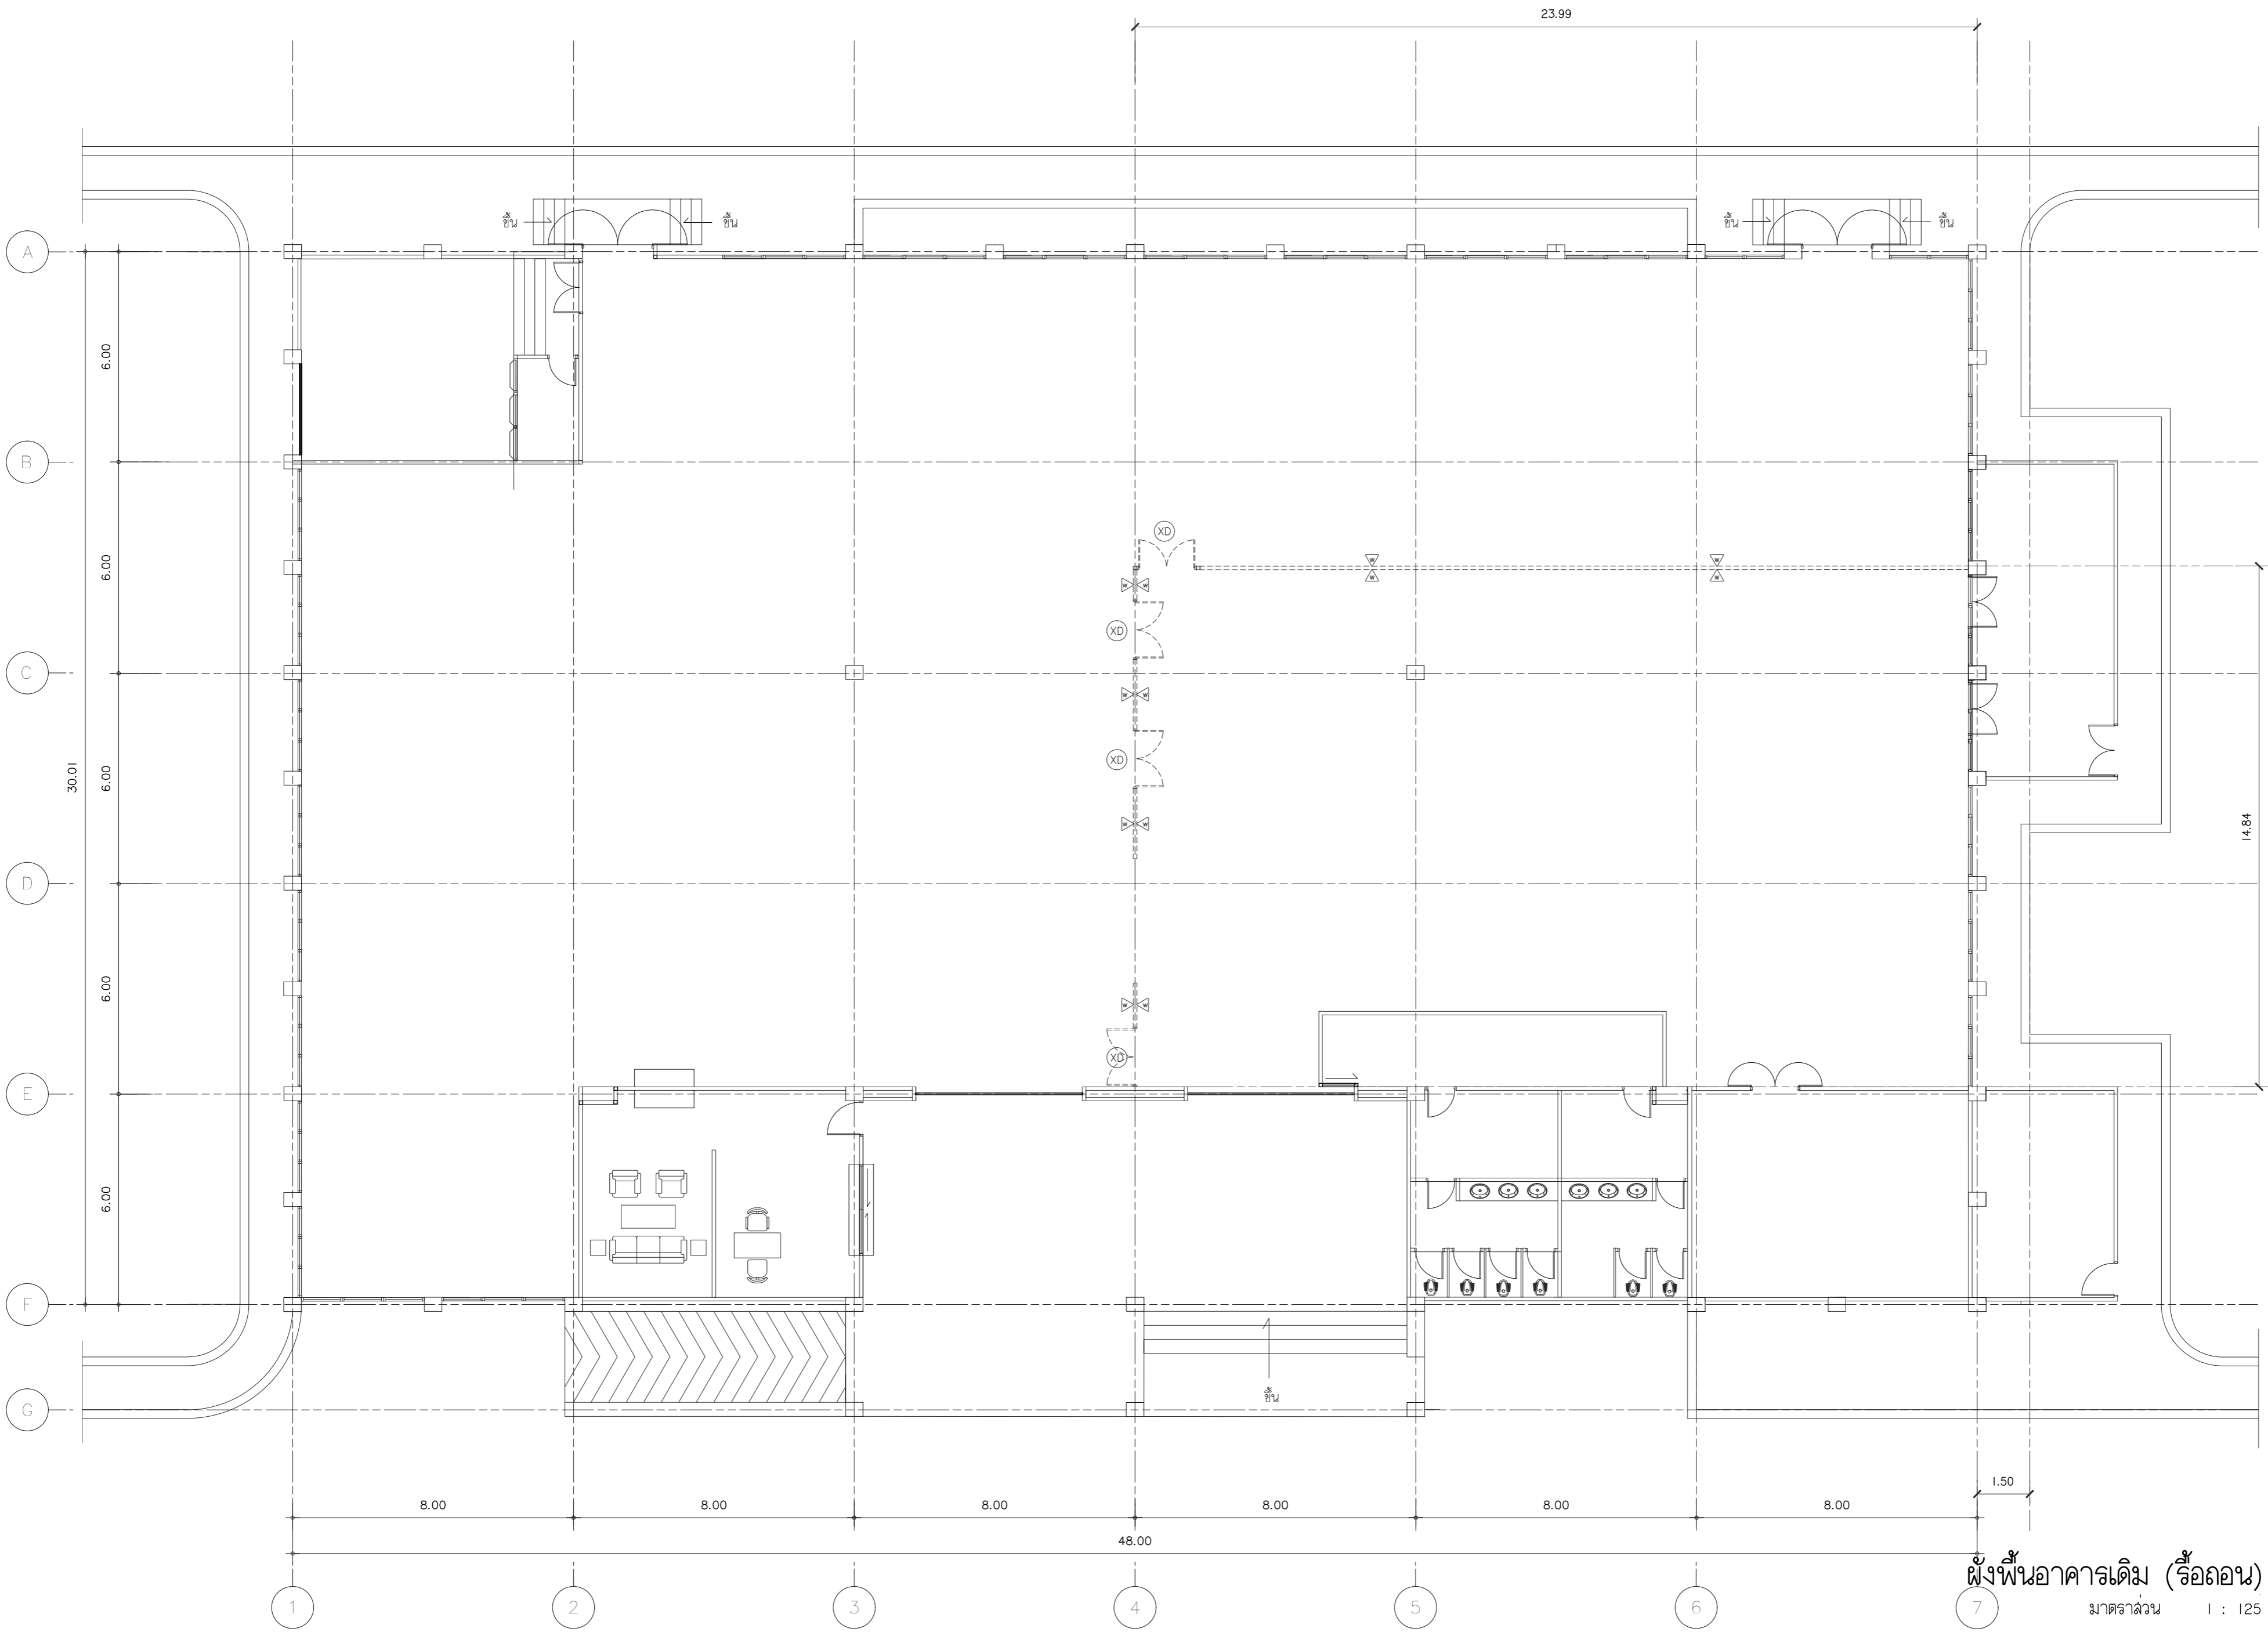 23.99
ขึ้น
ขึ้น
ขึ้น
ขึ้น
A
6.00
B
XD
W
W
W
W
6.00
W
W
XD
C
W
W
30.01
6.00
XD
14.84
W
W
D
6.00
W
W
XD
E
6.00
F
ขึ้น
G
1.50
8.00
8.00
8.00
8.00
8.00
8.00
48.00
ผังพื้นอาคารเดิม (รื้อถอน)
มาตราส่วน 1 : 125
1
2
3
4
5
6
7